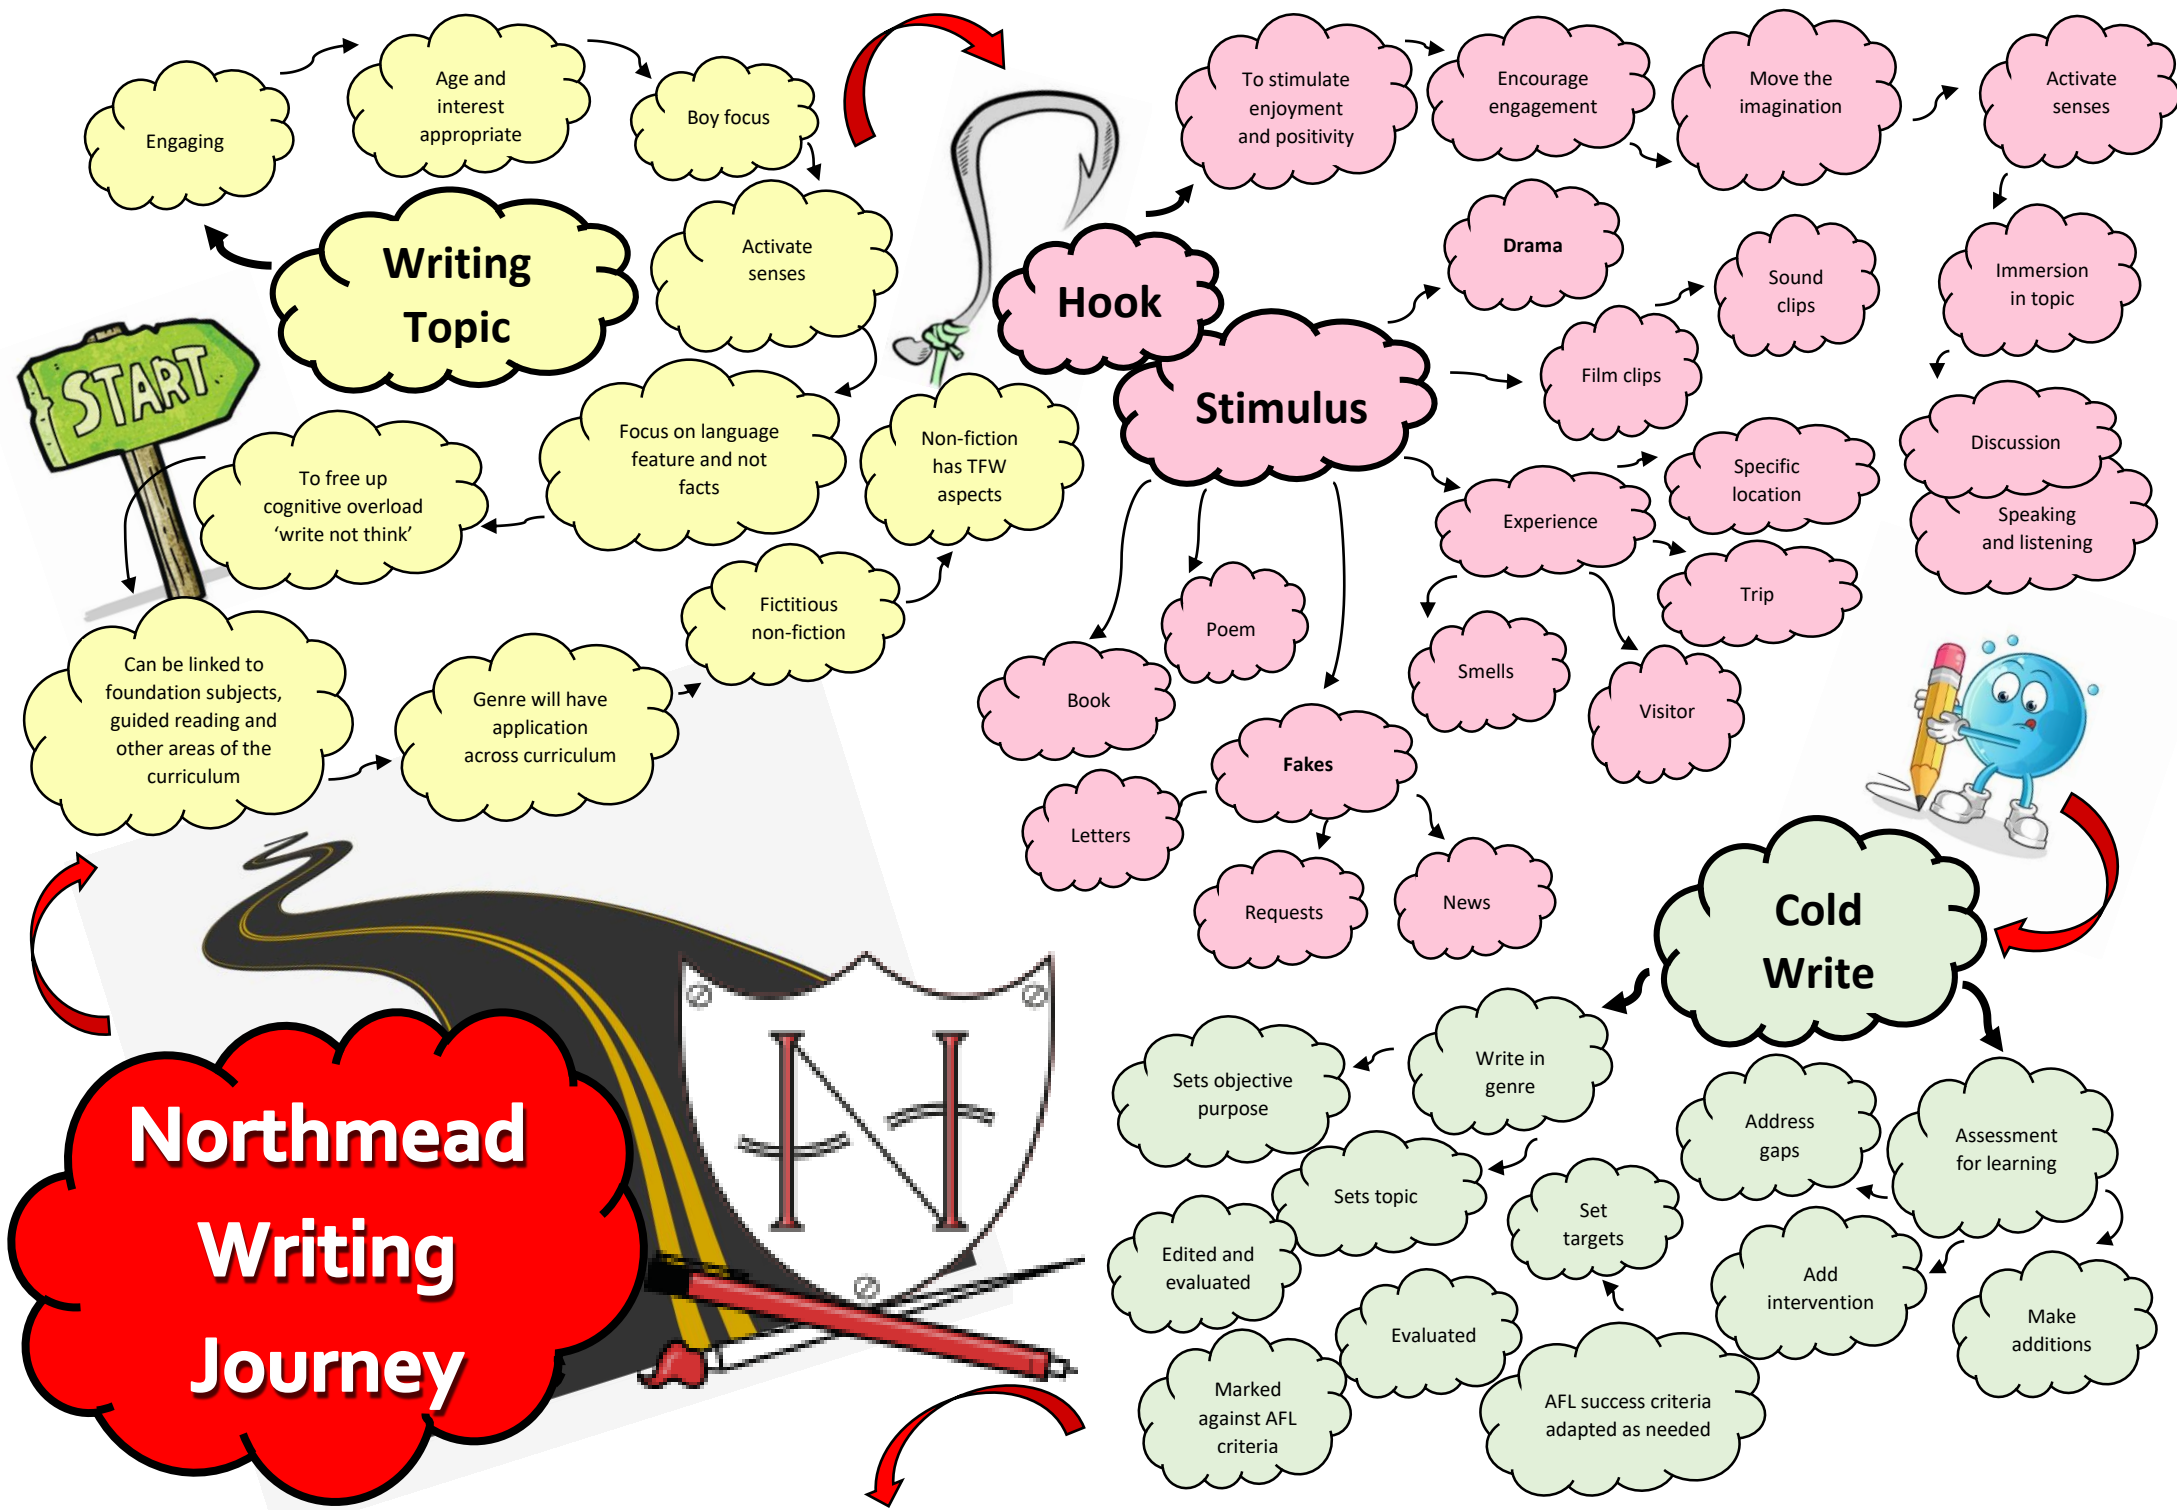 Engaging
Age and
interest
appropriate
Boy focus
Writing
Topic
Activate
senses
START
Focus on language
feature and not
facts
To free up
cognitive overload
‘write not think’
Can be linked to
foundation subjects,
guided reading and
other areas of the
curriculum
Genre will have
application
across curriculum
Fictitious
non-fiction
Non-fiction
has TFW
aspects
Hook
Stimulus
To stimulate
enjoyment
and positivity
Encourage
engagement
Move the
imagination
Activate
senses
Immersion
in topic
Discussion
Speaking
and listening
Drama
Film clips
Sound
clips
Experience
Specific
location
Trip
Visitor
Smells
Poem
Book
Fakes
Letters
Requests
News
Cold
Write
Write in
genre
Sets objective
purpose
Sets topic
Edited and
evaluated
Marked
against AFL
criteria
Evaluated
AFL success criteria
adapted as needed
Set
targets
Assessment
for learning
Address
gaps
Add
intervention
Make
additions
Northmead
Writing
Journey
N